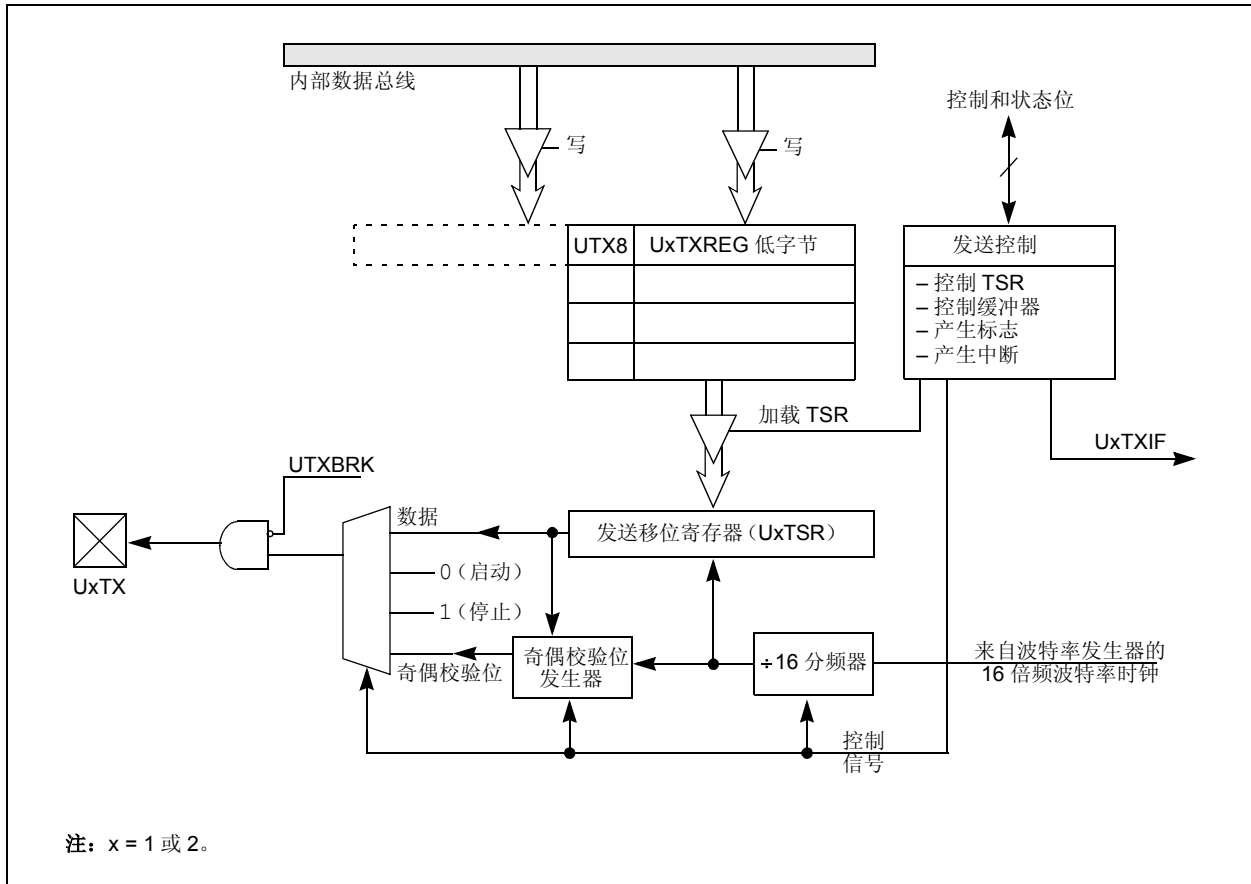 内部数据总线
控制和状态位
写
写
UTX8
UxTXREG 低字节
发送控制
– 控制 TSR
– 控制缓冲器
– 产生标志
– 产生中断
加载 TSR
UxTXIF
UTXBRK
数据
发送移位寄存器（UxTSR）
UxTX
0（启动）
1（停止）
奇偶校验位
奇偶校验位
发生器
÷16 分频器
来自波特率发生器的
16 倍频波特率时钟
控制
信号
注：x = 1 或 2。